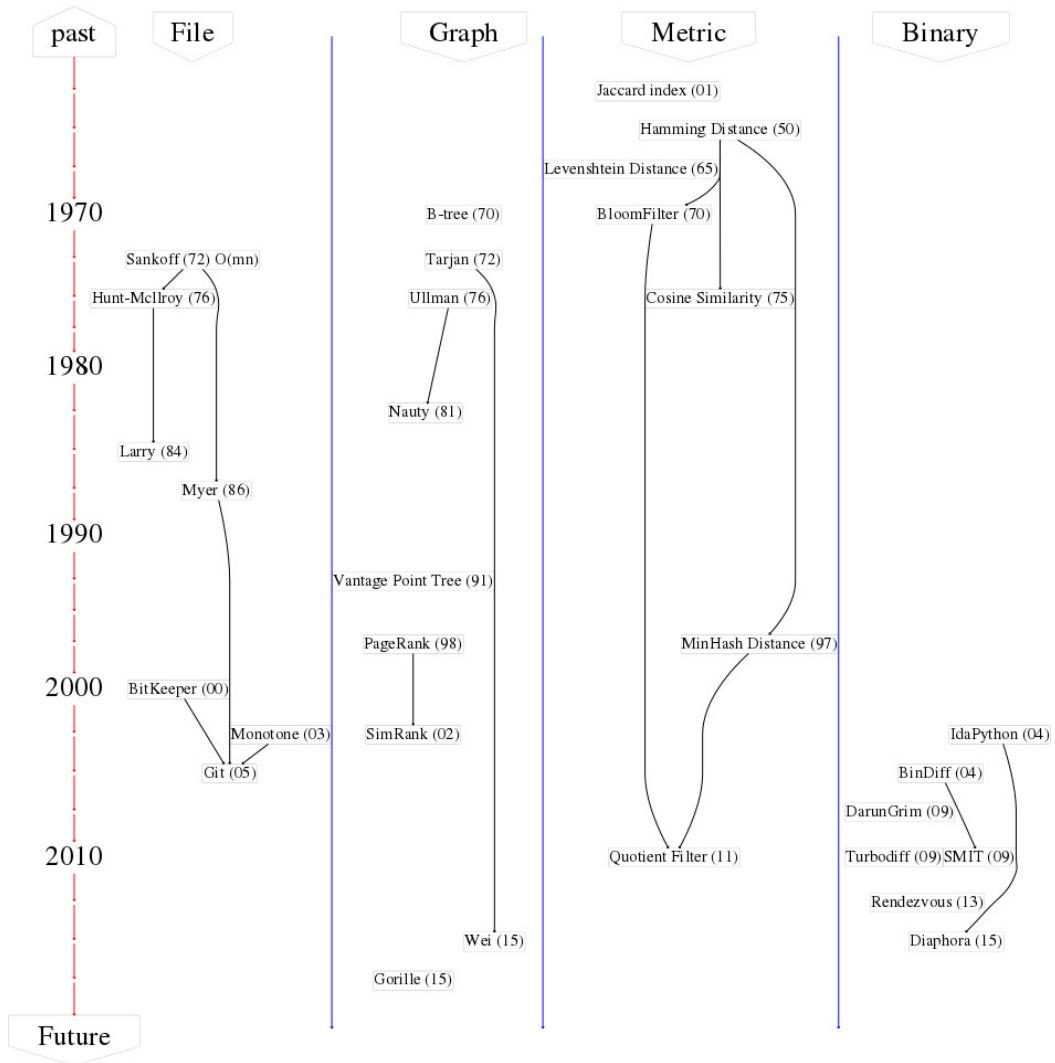 past
File
Graph
Metric
Binary
Jaccard index (01)
Hamming Distance (50)
Levenshtein Distance (65)
1970
B-tree (70)
BloomFilter (70)
Sankoff (72) O(mn)
Tarjan (72)
Hunt-McIlroy (76)
Ullman (76)
Cosine Similarity (75)
1980
Nauty (81)
Larry (84)
Myer (86)
1990
Vantage Point Tree (91)
PageRank (98)
MinHash Distance (97)
2000
BitKeeper (00)
Monotone (03)
SimRank (02)
IdaPython (04)
Git (05)
BinDiff (04)
DarunGrim (09)
2010
Quotient Filter (11)
Turbodiff (09)
SMIT (09)
Rendezvous (13)
Wei (15)
Diaphora (15)
Gorille (15)
Future